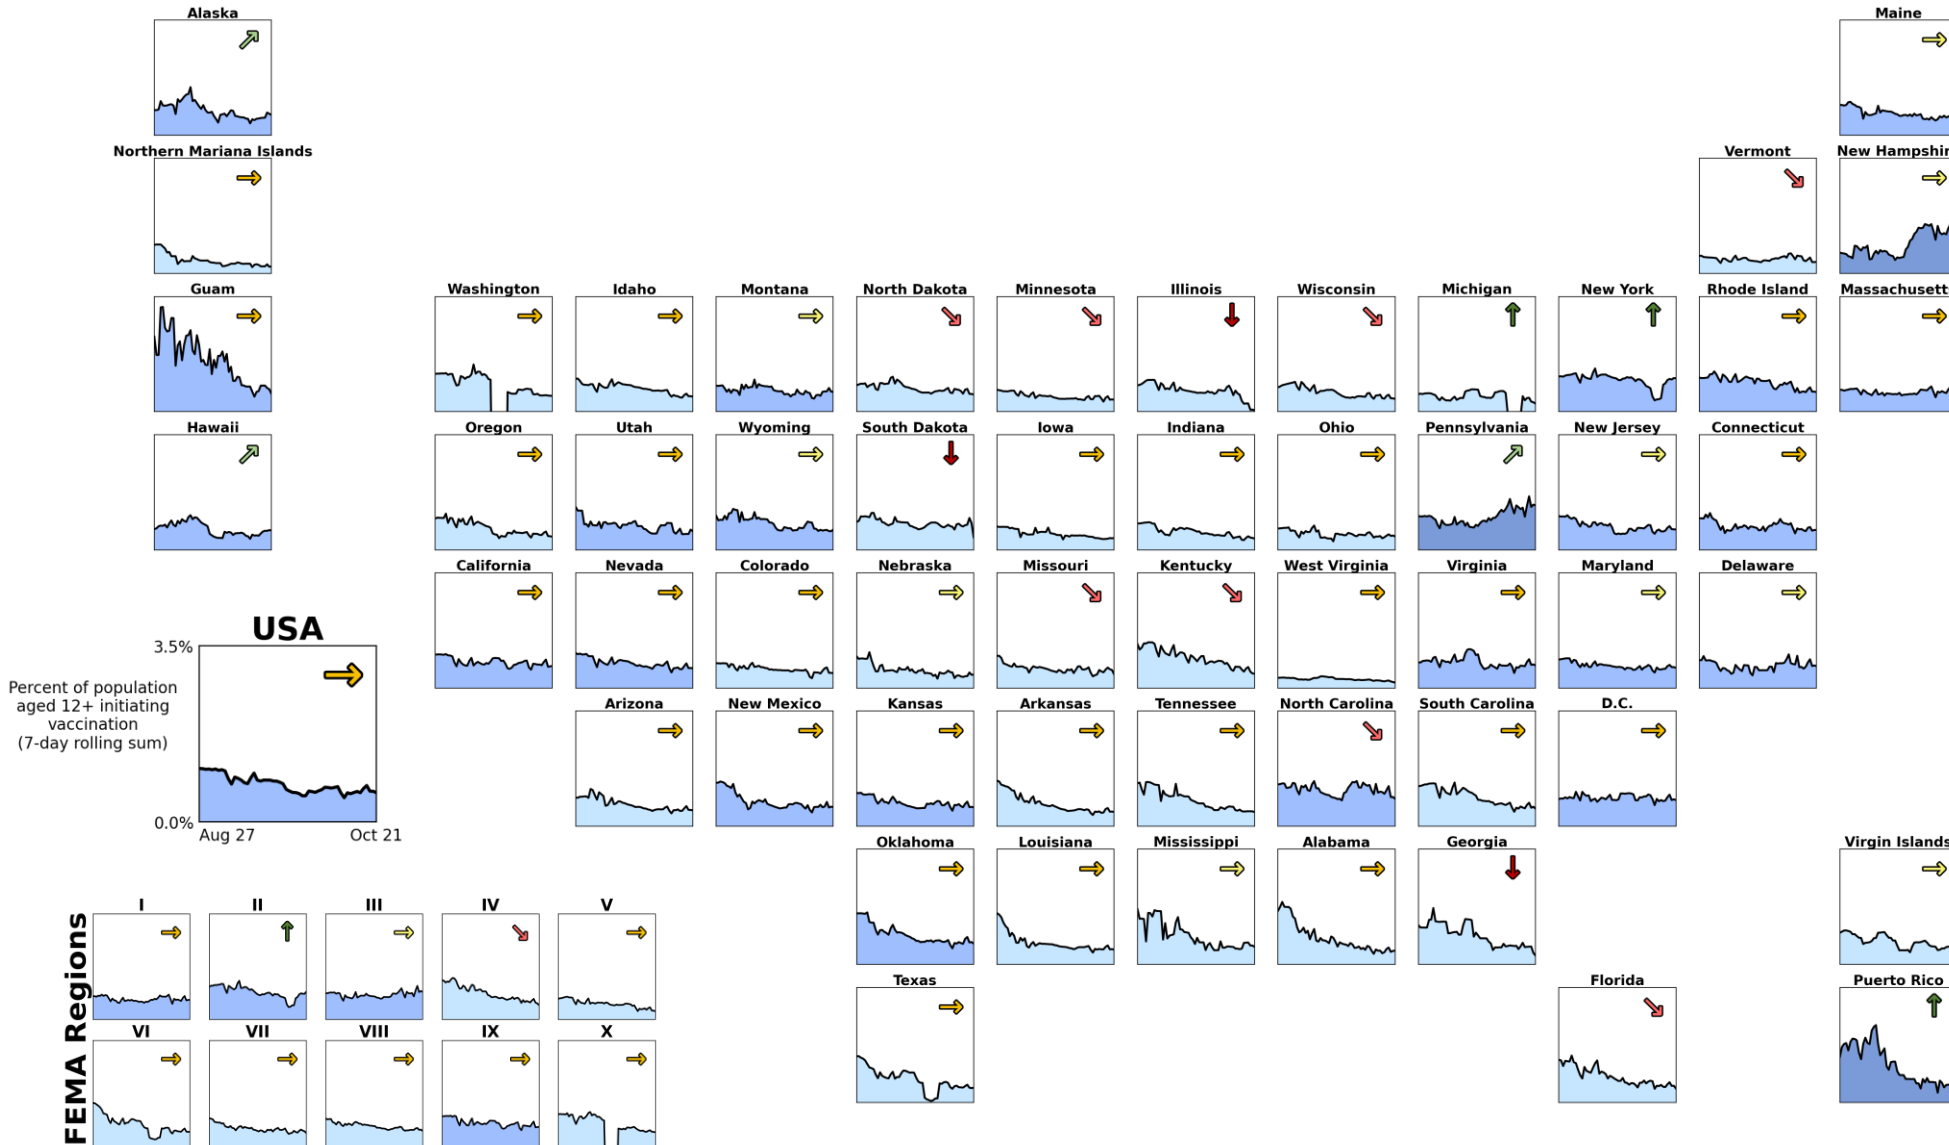 Alaska
Maine
Northern Mariana Islands
Vermont
New Hampshir
Guam
Washington
Idaho
Montana
North Dakota
Minnesota
Illinois
Wisconsin
Michigan
New York
Rhode Island
Massachusett
Hawaii
Oregon
Utah
Wyoming
South Dakota
Iowa
Indiana
Ohio
Pennsylvania
New Jersey
Connecticut
California
Nevada
Colorado
Nebraska
Missouri
Kentucky
West Virginia
Virginia
Maryland
Delaware
USA
3.5%
Percent of population
aged 12+ initiating
vaccination
(7-day rolling sum)
0.0%
Aug 27
Oct 21
Arizona
New Mexico
Kansas
Arkansas
Tennessee
North Carolina
South Carolina
D.C.
Oklahoma
Louisiana
Mississippi
Alabama
Georgia
Virgin Islands
Texas
Florida
Puerto Rico
FEMA Regions
I
II
III
IV
V
VI
VII
VIII
IX
X